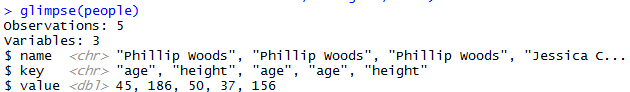 > glimpse(people)
Observations: 5
Variables: 3
$ name  <chr> "Phillip Woods", "Phillip Woods", "Phillip Woods", "Jessica C...
$ key   <chr> "age", "height", "age", "age", "height"
$ value <dbl> 45, 186, 50, 37, 156